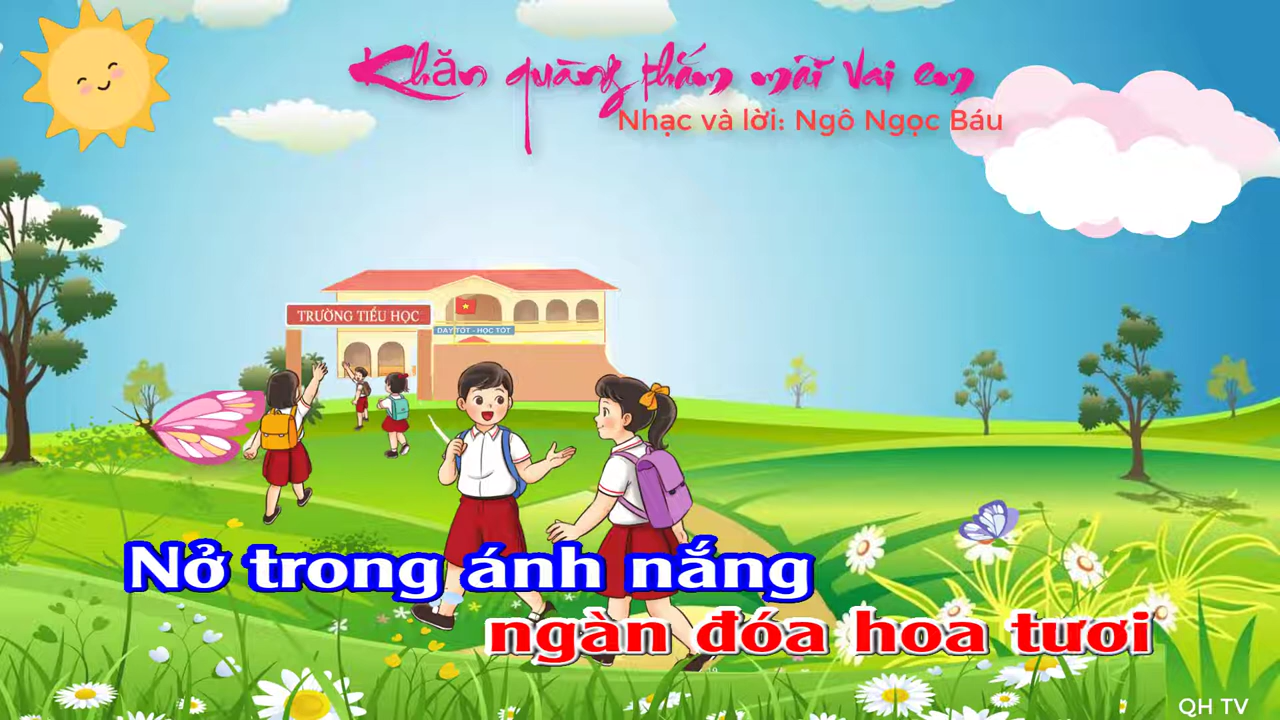 Khăn quàng thắm mãi vai em
Nhạc và lời: Ngô Ngọc Báu
TRƯỜNG TIỂU HỌC
DẠY TỐT - HỌC TỐT
Nở trong ánh nắng
ngàn đóa hoa tươi
QH TV